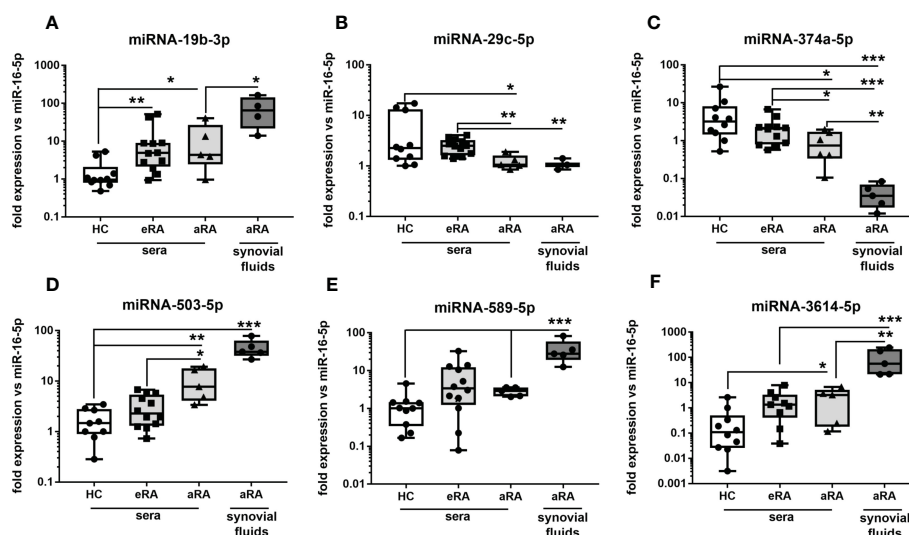 A
miRNA-19b-3p
fold expression vs miR-16-5p
1000
100
10
1
0.1
*
**
*
HC eRA aRA aRA
sera synovial
fluids
B
miRNA-29c-5p
fold expression vs miR-16-5p
100
10
1
0.1
*
**
**
HC eRA aRA aRA
sera synovial
fluids
C
miRNA-374a-5p
fold expression vs miR-16-5p
100
10
1
0.1
0.01
***
*
***
*
**
HC eRA aRA aRA
sera synovial
fluids
D
miRNA-503-5p
fold expression vs miR-16-5p
100
10
1
0.1
***
**
*
HC eRA aRA aRA
sera synovial
fluids
E
miRNA-589-5p
fold expression vs miR-16-5p
100
10
1
0.1
0.01
***
HC eRA aRA aRA
sera synovial
fluids
F
miRNA-3614-5p
fold expression vs miR-16-5p
1000
100
10
1
0.1
0.01
0.001
***
**
*
HC eRA aRA aRA
sera synovial
fluids